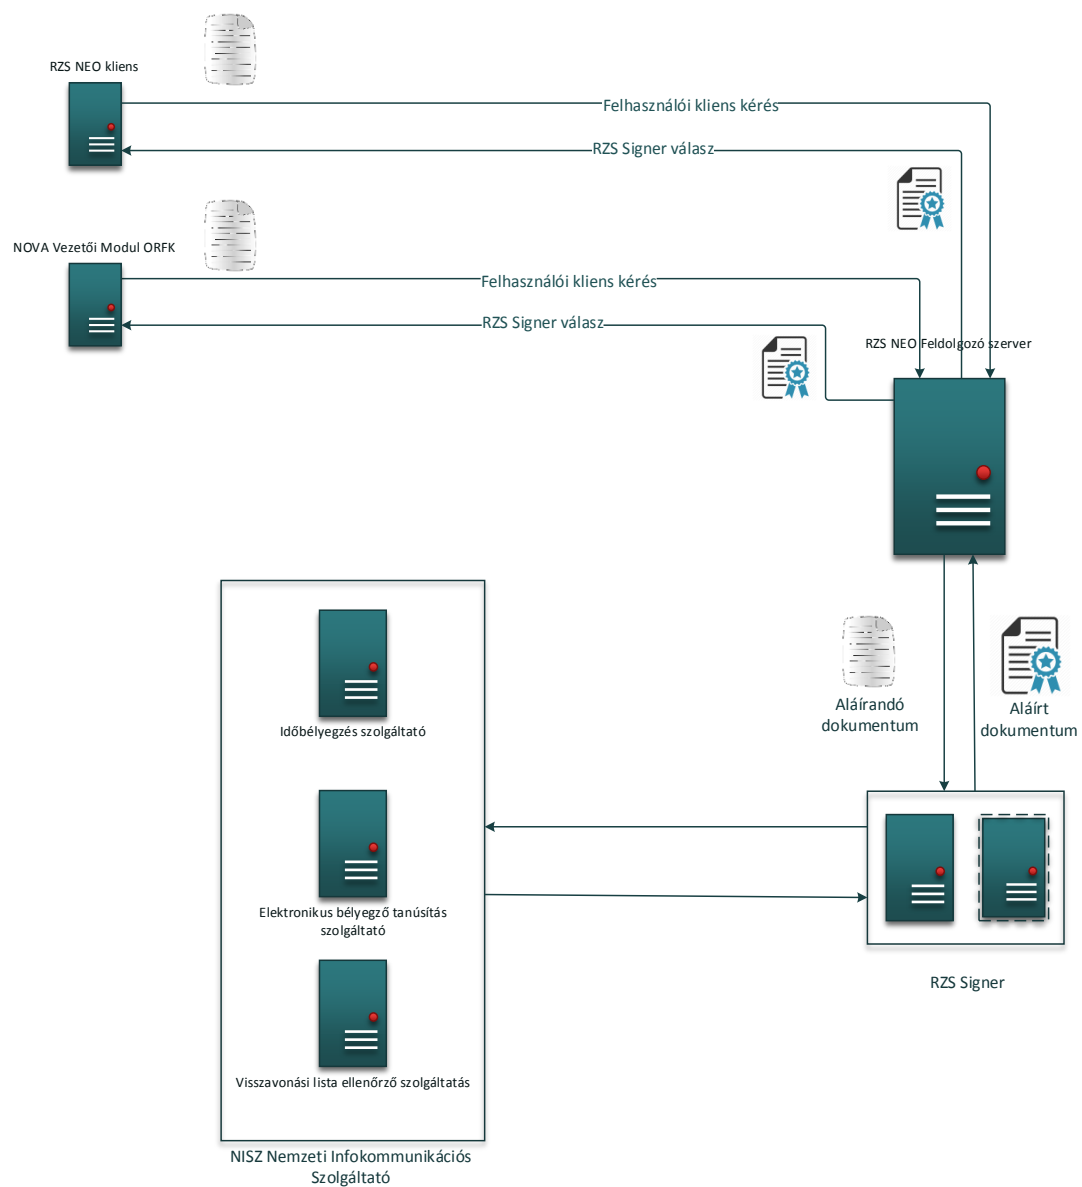 RZS NEO kliens
Felhasználói kliens kérés
RZS Signer válasz
NOVA Vezetői Modul ORFK
Felhasználói kliens kérés
RZS Signer válasz
RZS NEO Feldolgozó szerver
Aláírandó
dokumentum
Aláírt
dokumentum
Időbélyegzés szolgáltató
Elektronikus bélyegző tanúsítás
szolgáltató
RZS Signer
Visszavonási lista ellenőrző szolgáltatás
NISZ Nemzeti Infokommunikációs
Szolgáltató